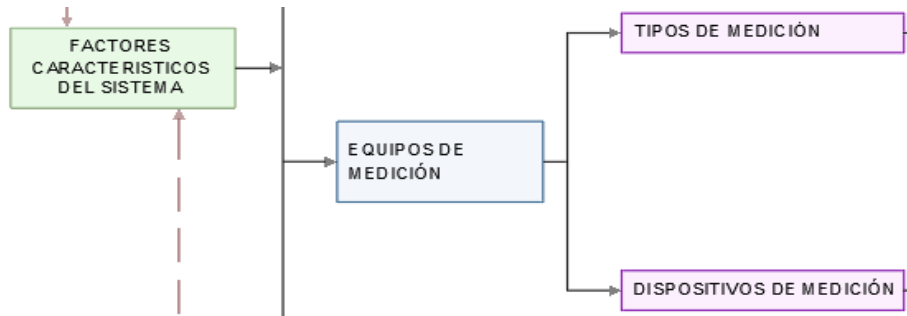 FACTORES
CARACTERISTICOS
DEL SISTEMA
EQUIPOS DE
MEDICIÓN
TIPOS DE MEDICIÓN
DISPOSITIVOS DE MEDICIÓN